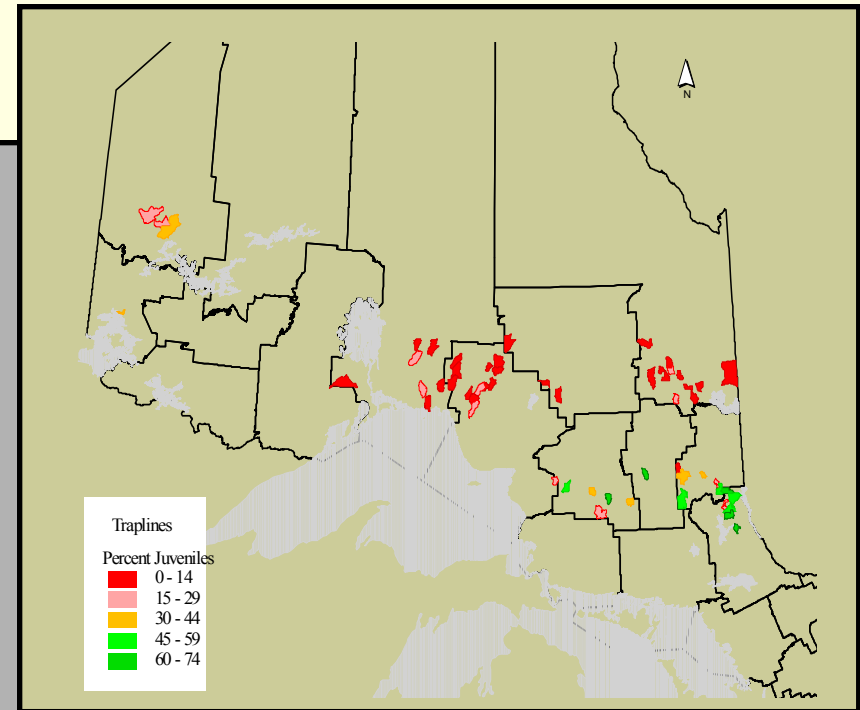 N
Traplines
Percent Juveniles
0 - 14
15 - 29
30 - 44
45 - 59
60 - 74